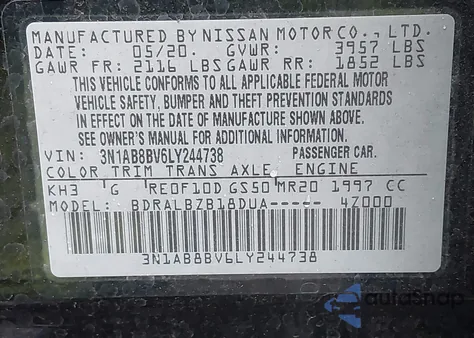 MANUFACTURED BY NISSAN MOTOR CO., LTD.
DATE: 05/20. GVWR: 3957 LBS
GAWR FR: 2116 LBS GAWR RR: 1852 LBS
THIS VEHICLE CONFORMS TO ALL APPLICABLE FEDERAL MOTOR
VEHICLE SAFETY, BUMPER AND THEFT PREVENTION STANDARDS
IN EFFECT ON THE DATE OF MANUFACTURE SHOWN ABOVE.
SEE OWNER'S MANUAL FOR ADDITIONAL INFORMATION.
VIN: 3N1AB8BV6LY244738 PASSENGER CAR.
COLOR TRIM TRANS AXLE, ENGINE
KH3 G RE0F10D GS50 MR20 1997 CC
MODEL: BDRALBZB18DUA----- 4Z000
3N1AB8BV6LY244738
autoSnap